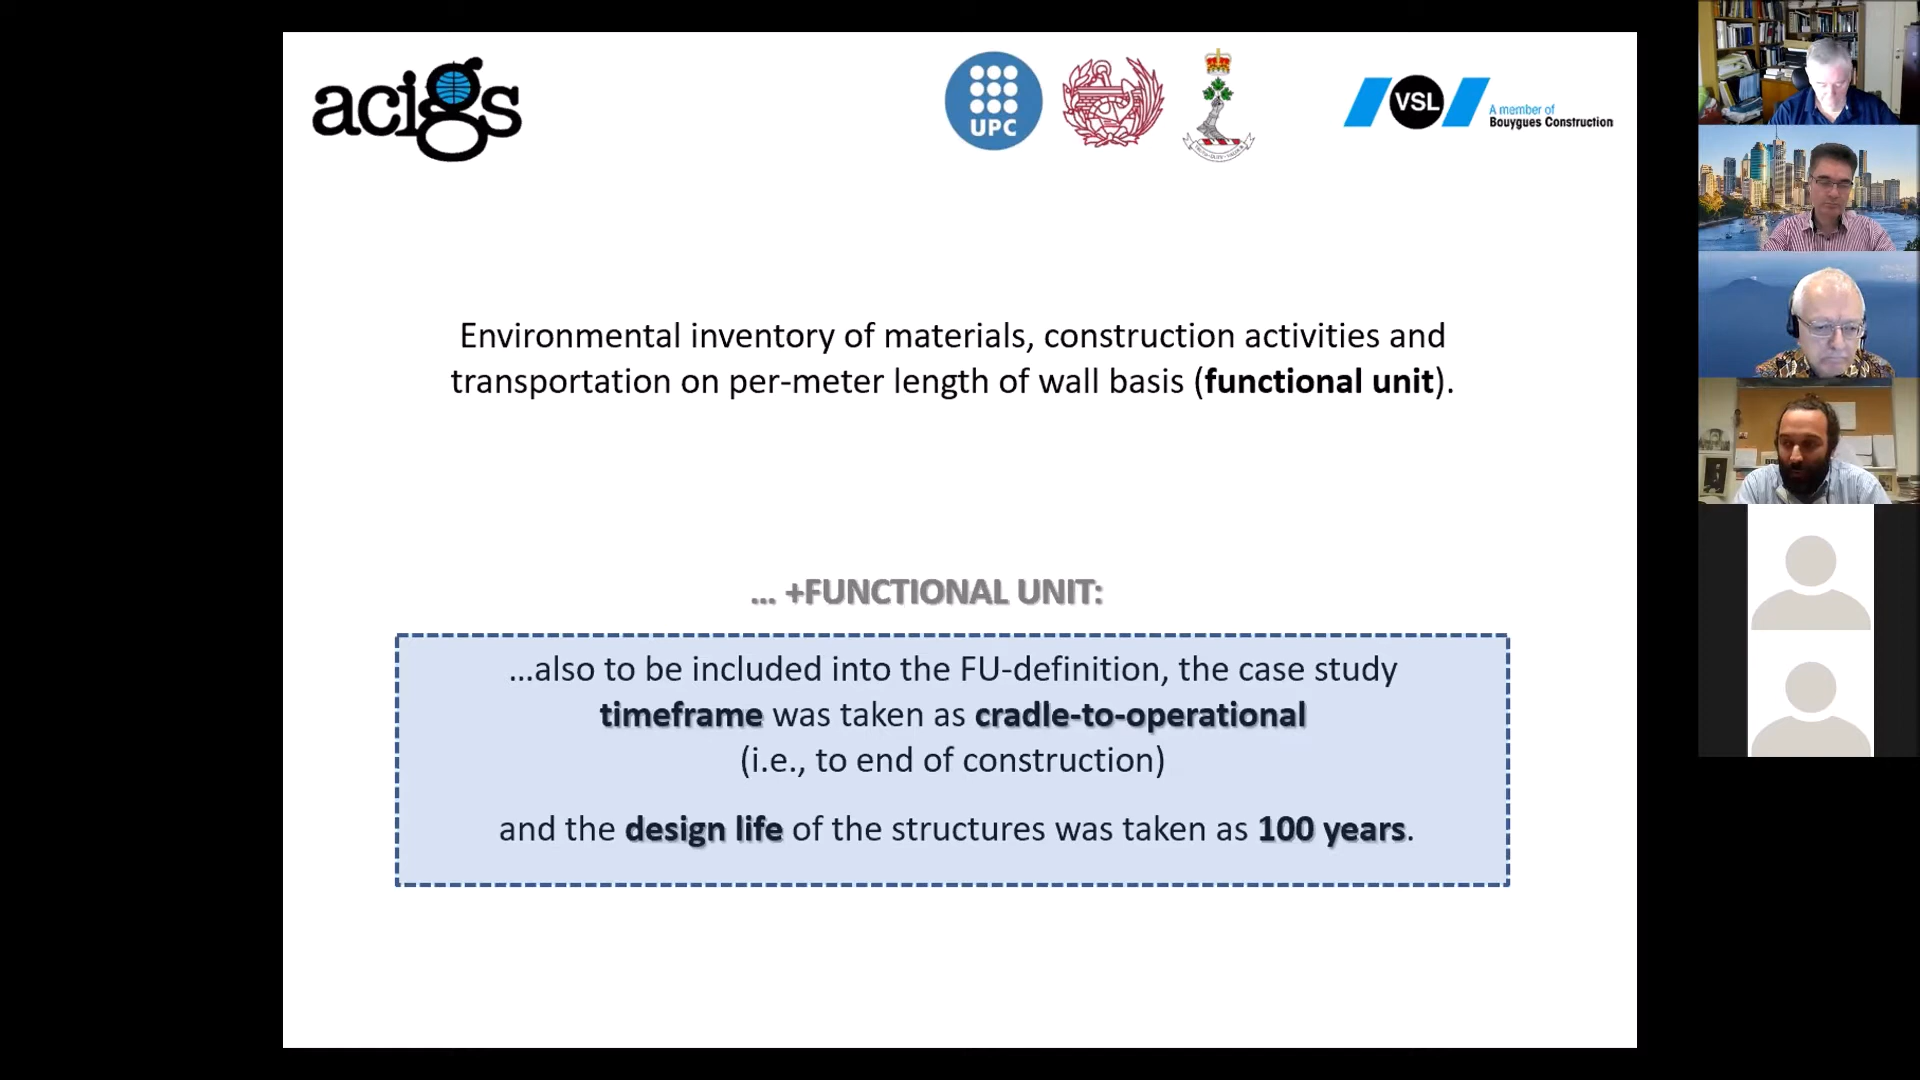 acigs
UPC
VSL
A member of
Bouygues Construction
Environmental inventory of materials, construction activities and
transportation on per-meter length of wall basis (functional unit).
... +FUNCTIONAL UNIT:
...also to be included into the FU-definition, the case study
timeframe was taken as cradle-to-operational
(i.e., to end of construction)
and the design life of the structures was taken as 100 years.